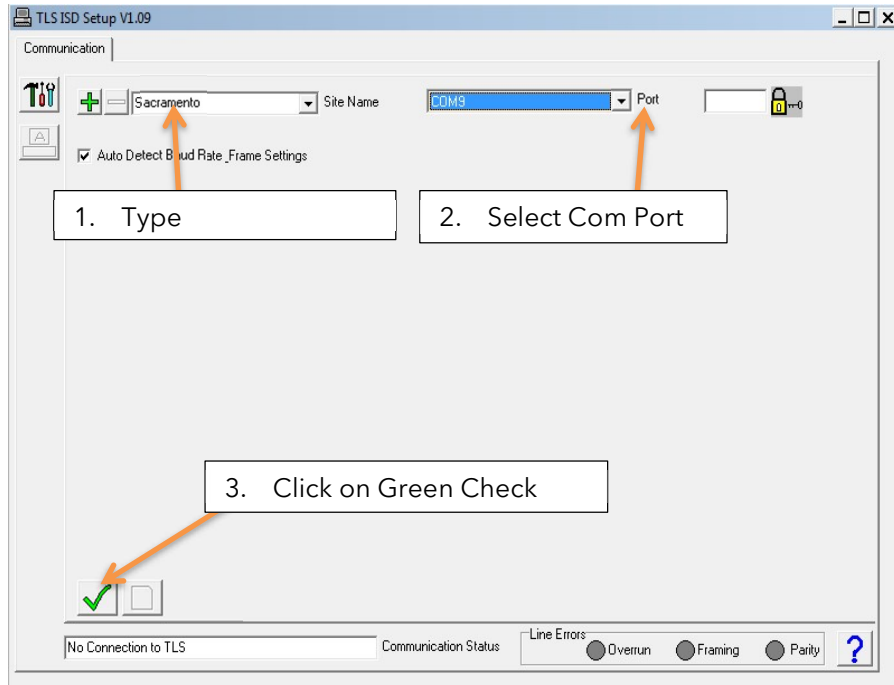 TLS ISD Setup V1.09
Communication
Sacramento Site Name COM9 Port
A
Auto Detect Baud Rate_Frame Settings
1. Type
2. Select Com Port
3. Click on Green Check
No Connection to TLS Communication Status Line Errors Overrun Framing Parity ?